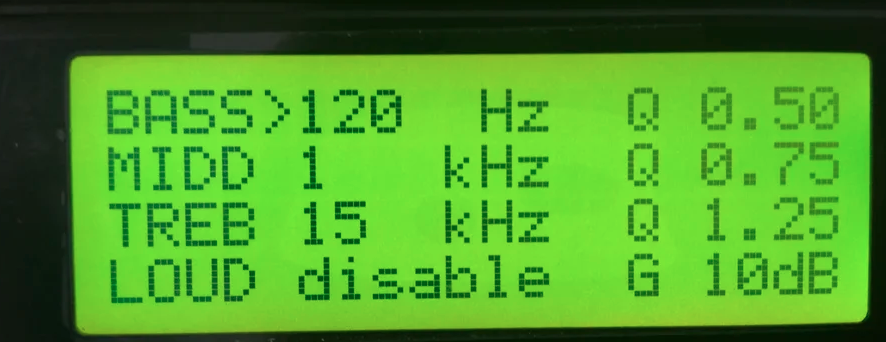 BASS>120 Hz Q 0.50
MIDD 1 kHz Q 0.75
TREB 15 kHz Q 1.25
LOUD disable G 10dB